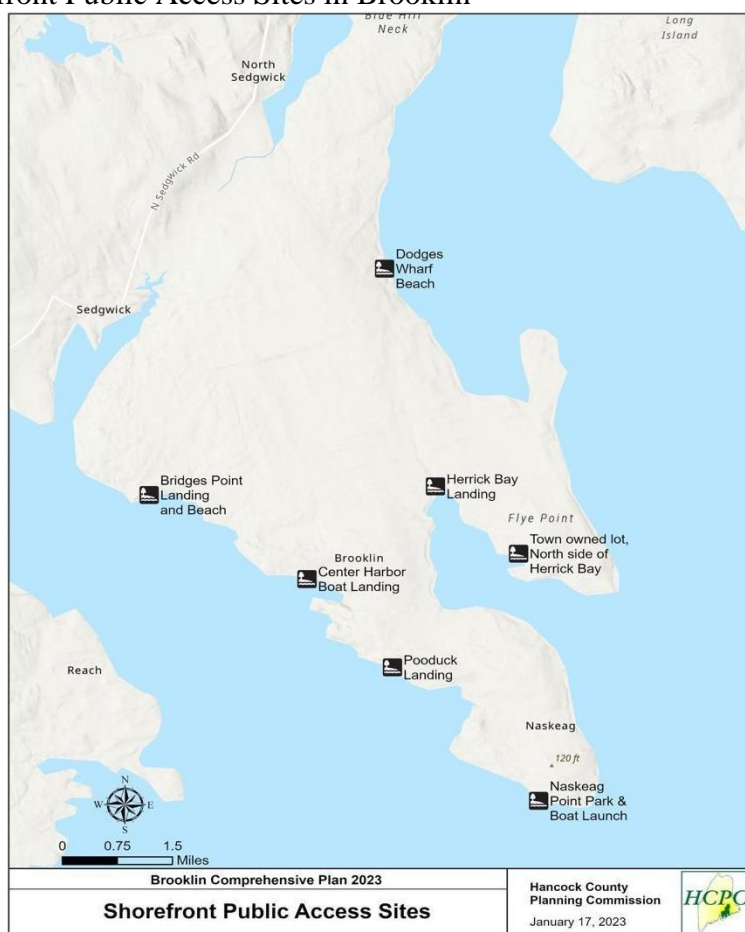 front Public Access Sites in Brooklin
Blue Hill
Neck
Long
Island
North
Sedgwick
N Sedgwick Rd
Dodges
Wharf
Beach
Sedgwick
Bridges Point
Landing
and Beach
Herrick Bay
Landing
Flye Point
Town owned lot,
North side of
Herrick Bay
Brooklin
Center Harbor
Boat Landing
Pooduck
Landing
Reach
Naskeag
120 ft
Naskeag
Point Park &
Boat Launch
N
W E
S
0 0.75 1.5
Miles
Brooklin Comprehensive Plan 2023
Shorefront Public Access Sites
Hancock County
Planning Commission
January 17, 2023
HCPC